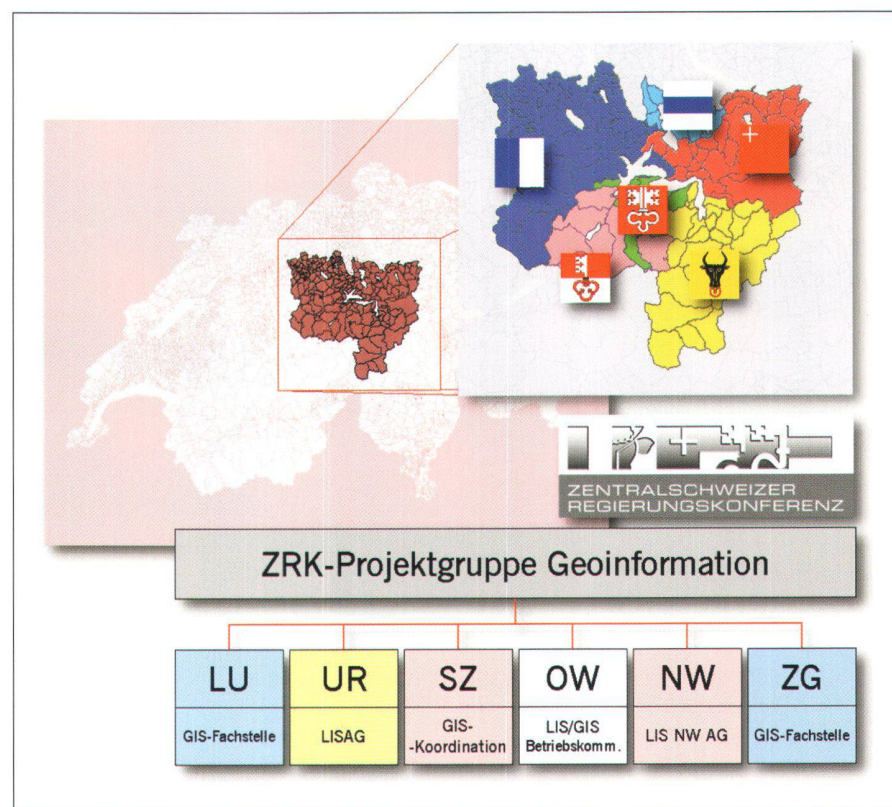 ZENTRALSCHWEIZER
REGIERUNGSKONFERENZ
ZRK-Projektgruppe Geoinformation
LU
UR
SZ
OW
NW
ZG
GIS-Fachstelle
LISAG
GIS-
-Koordination
LIS/GIS
Betriebskomm.
LIS NW AG
GIS-Fachstelle